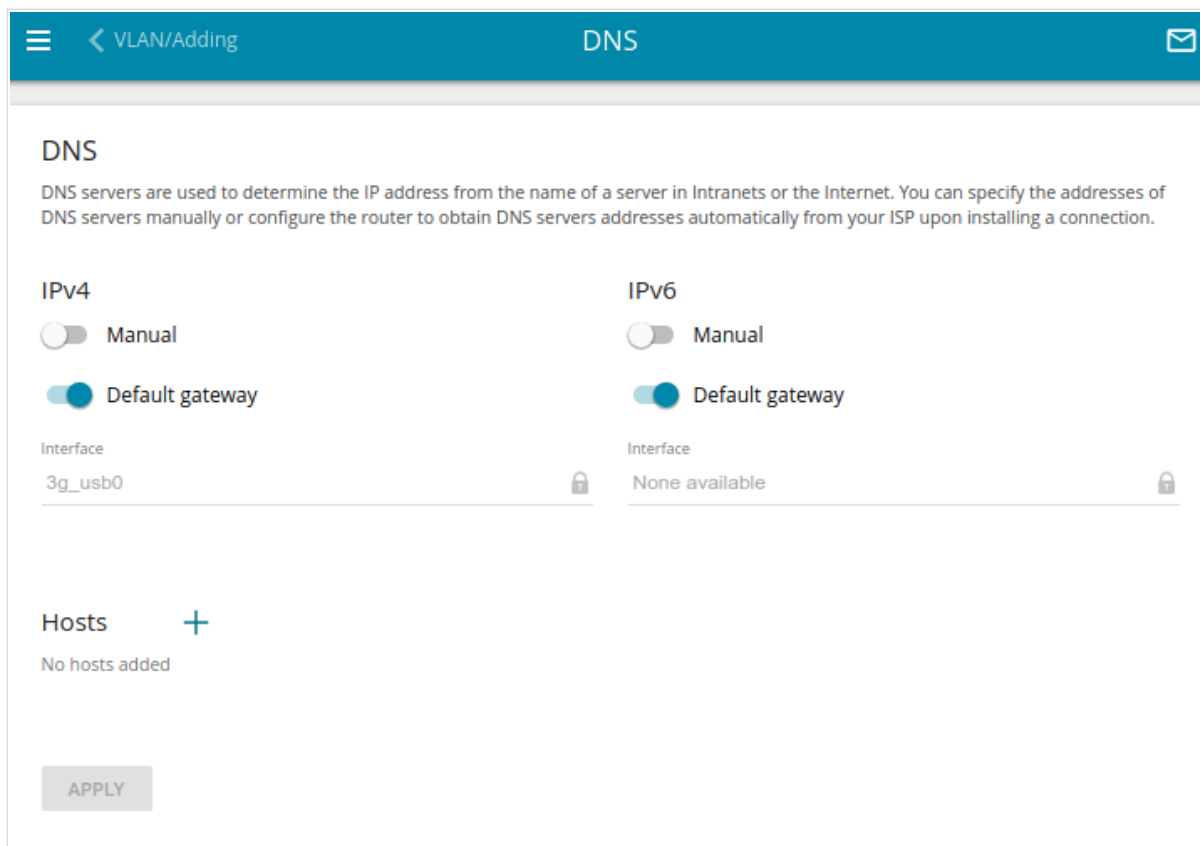 VLAN/Adding DNS
DNS
DNS servers are used to determine the IP address from the name of a server in Intranets or the Internet. You can specify the addresses of
DNS servers manually or configure the router to obtain DNS servers addresses automatically from your ISP upon installing a connection.
IPv4
Manual
Default gateway
Interface
3g_usb0
IPv6
Manual
Default gateway
Interface
None available
Hosts
No hosts added
APPLY